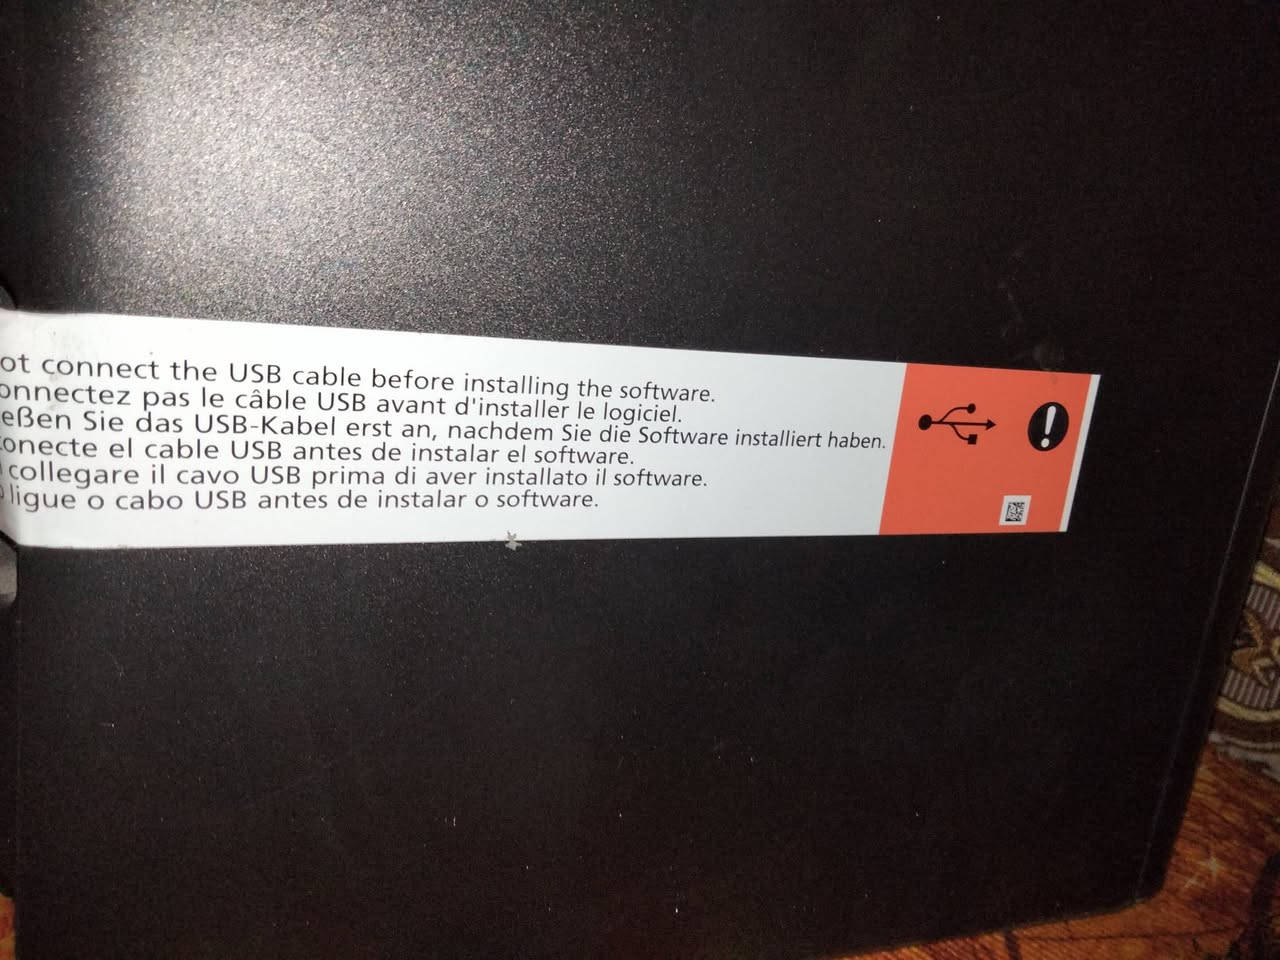 ot connect the USB cable before installing the software.
onnectez pas le câble USB avant d'installer le logiciel.
eßen Sie das USB-Kabel erst an, nachdem Sie die Software installiert haben.
onecte el cable USB antes de instalar el software.
collegare il cavo USB prima di aver installato il software.
ligue o cabo USB antes de instalar o software.